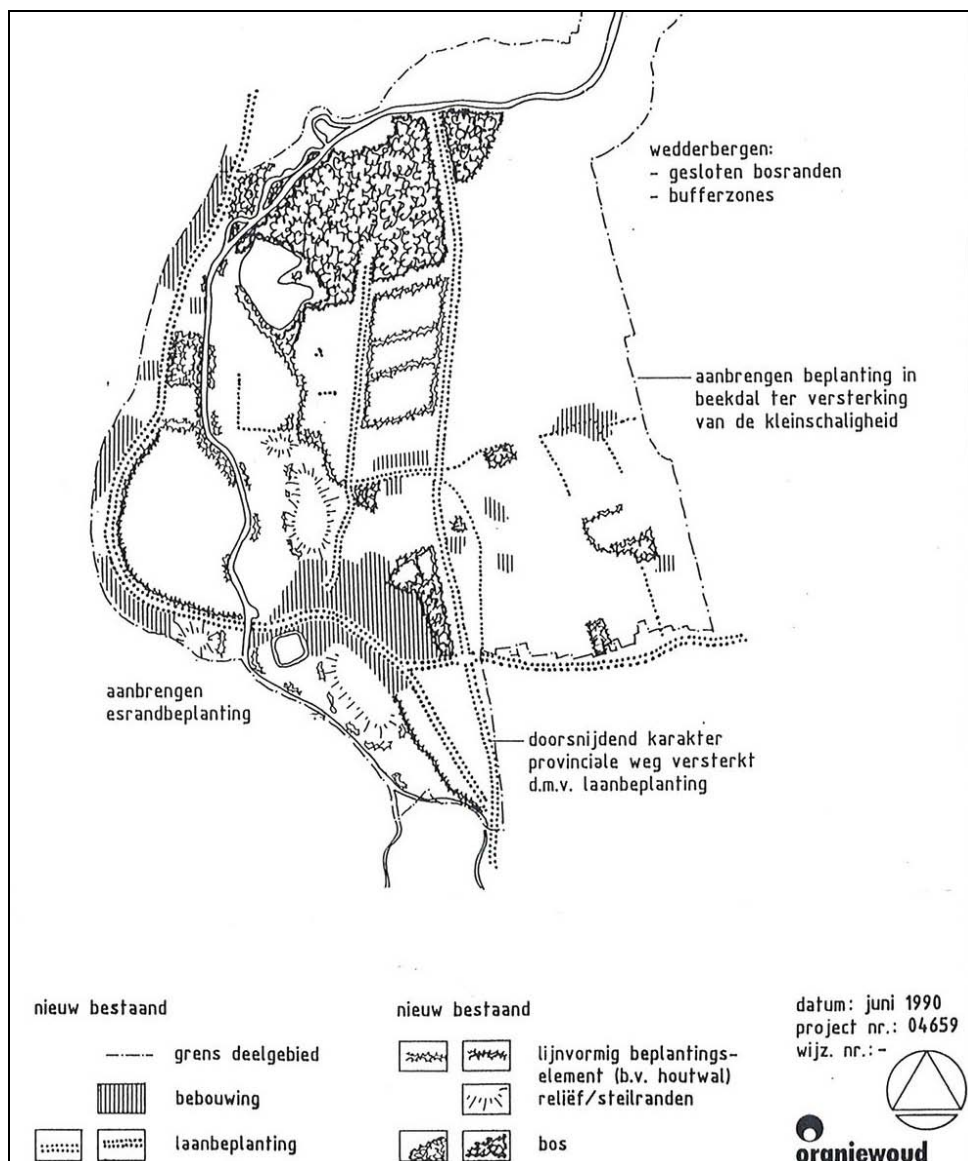 wedderbergen:
- gesloten bosranden
- bufferzones
aanbrengen beplanting in
beekdal ter versterking
van de kleinschaligheid
aanbrengen
esrandbeplanting
doorsnijdend karakter
provinciale weg versterkt
d.m.v. laanbeplanting
nieuw bestaand
grens deelgebied
bebouwing
laanbeplanting
nieuw bestaand
lijnvormig beplantings-
element (b.v. houtwal)
reliëf/steilranden
bos
datum: juni 1990
project nr.: 04659
wijz. nr.: -
oranjewoud